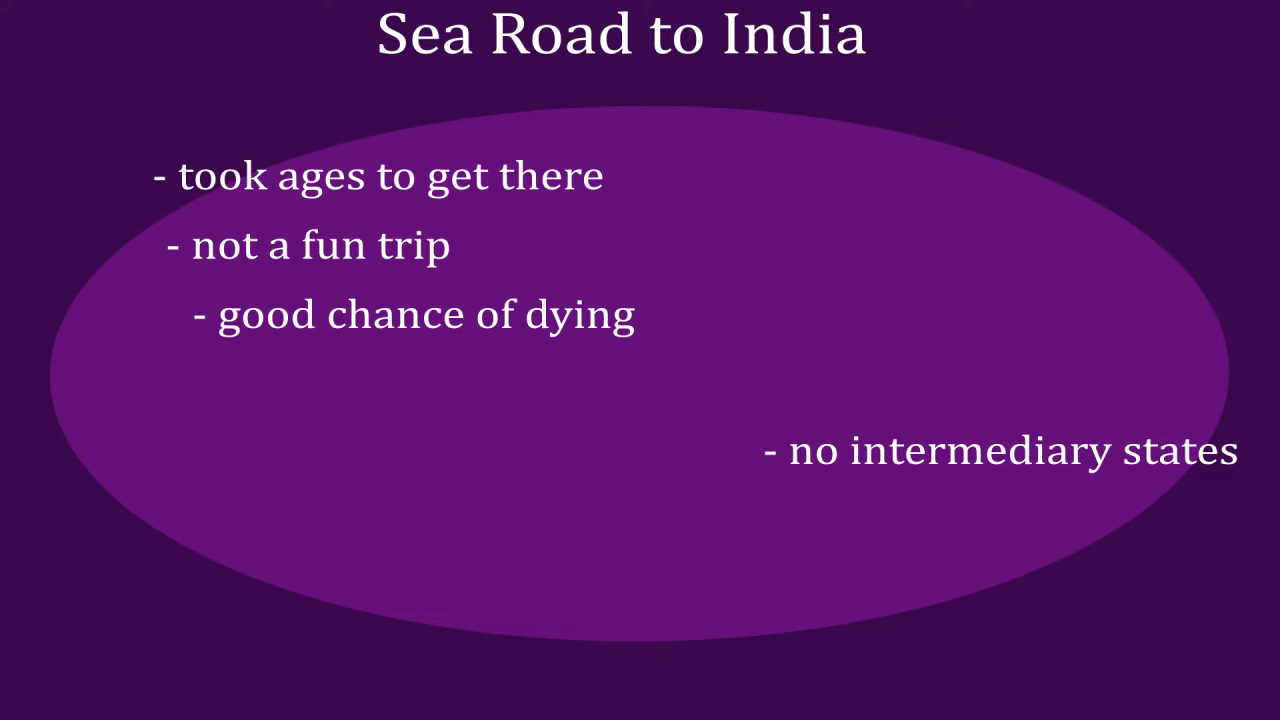 Sea Road to India
- took ages to get there
- not a fun trip
- good chance of dying
- no intermediary states